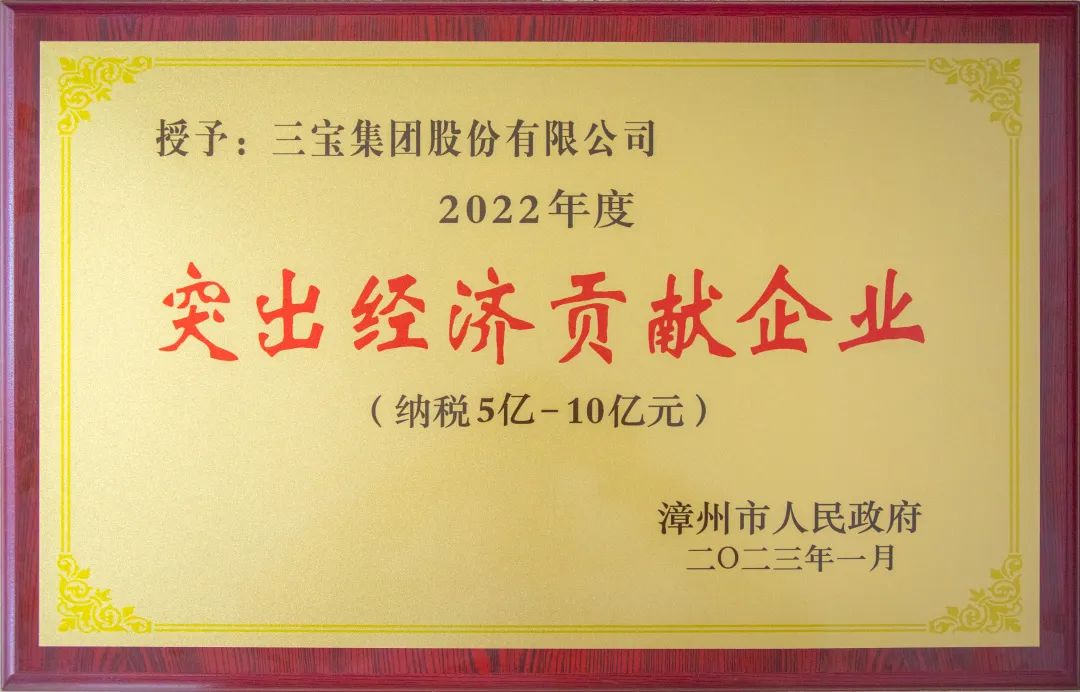 授予：三宝集团股份有限公司
2022年度
突出经济贡献企业
（纳税5亿－10亿元）
漳州市人民政府
二〇二三年一月